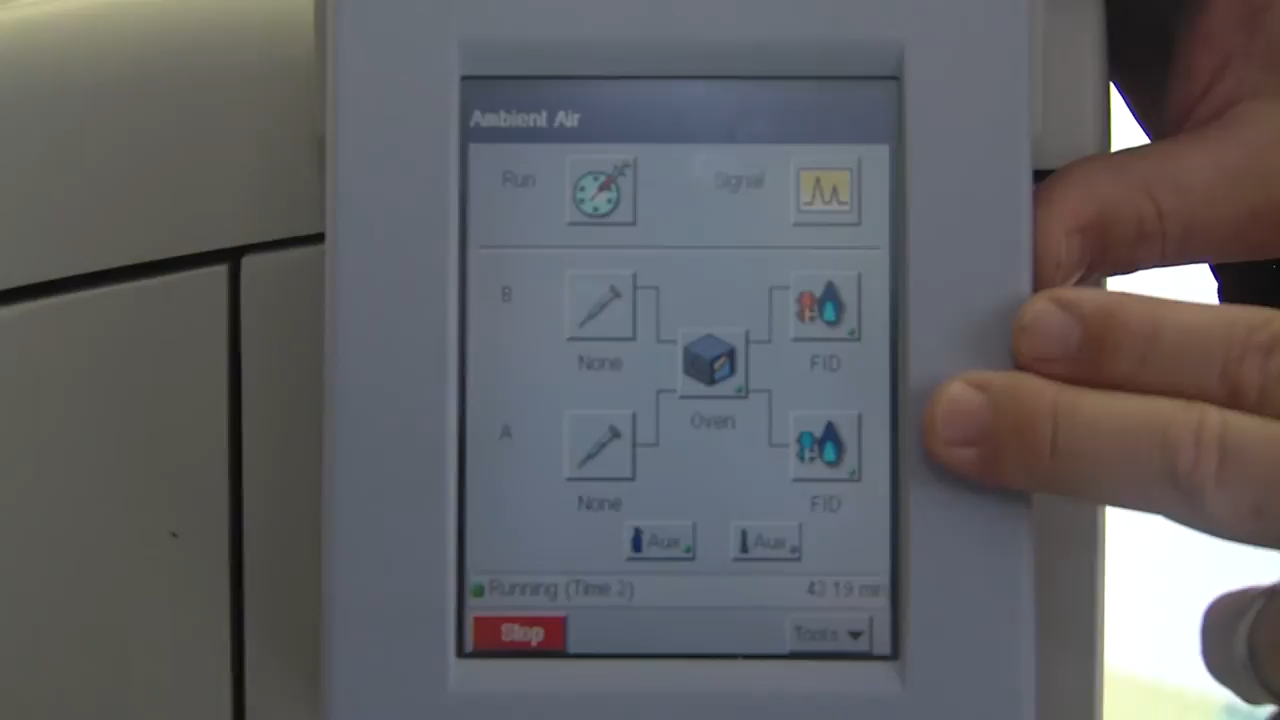 Ambient Air
Run
Signal
B
None
FID
Oven
A
None
FID
Aux
Aux
Running (Time 2)
43.19 min
Stop
Tools